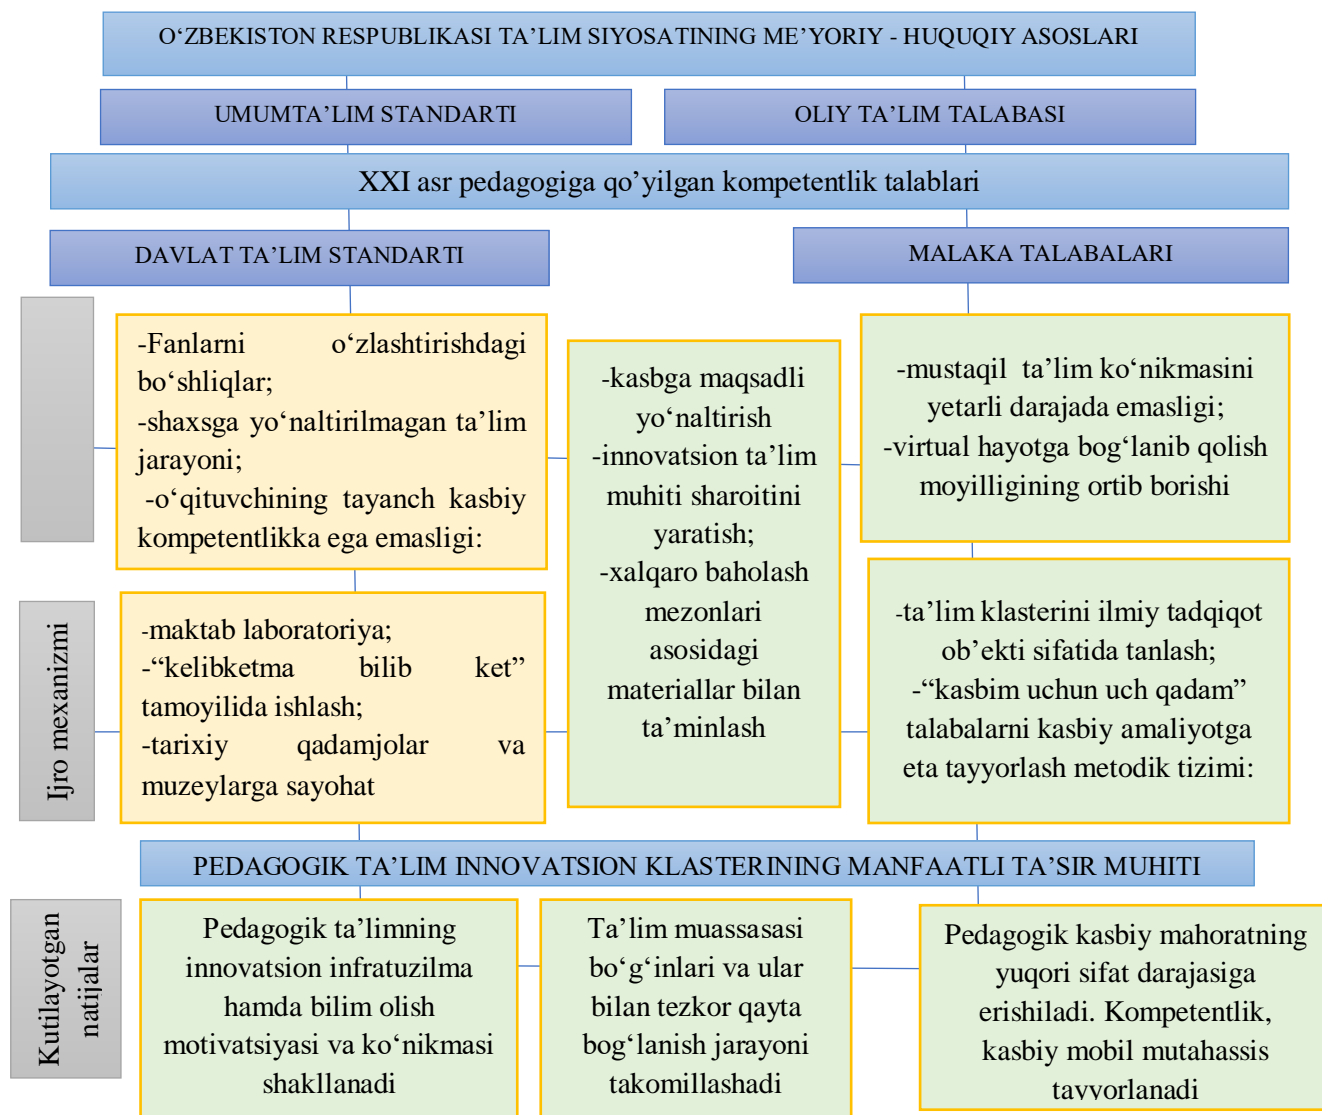 O‘ZBEKISTON RESPUBLIKASI TA’LIM SIYOSATINING ME’YORIY - HUQUQIY ASOSLARI
UMUMTA’LIM STANDARTI
OLIY TA’LIM TALABASI
XXI asr pedagogiga qo’yilgan kompetentlik talablari
DAVLAT TA’LIM STANDARTI
MALAKA TALABALARI
-Fanlarni o‘zlashtirishdagi
bo‘shliqlar;
-shaxsga yo‘naltirilmagan ta’lim
jarayoni;
-o‘qituvchining tayanch kasbiy
kompetentlikka ega emasligi:
-kasbga maqsadli
yo‘naltirish
-innovatsion ta’lim
muhiti sharoitini
yaratish;
-xalqaro baholash
mezonlari
asosidagi
materiallar bilan
ta’minlash
-mustaqil ta’lim ko‘nikmasini
yetarli darajada emasligi;
-virtual hayotga bog‘lanib qolish
moyilligining ortib borishi
Ijro mexanizmi
-maktab laboratoriya;
-“kelibketma bilib ket”
tamoyilida ishlash;
-tarixiy qadamjolar va
muzeylarga sayohat
-ta’lim klasterini ilmiy tadqiqot
ob’ekti sifatida tanlash;
-“kasbim uchun uch qadam”
talabalarni kasbiy amaliyotga
eta tayyorlash metodik tizimi:
PEDAGOGIK TA’LIM INNOVATSION KLASTERINING MANFAATLI TA’SIR MUHITI
Kutilayotgan
natijalar
Pedagogik ta’limning
innovatsion infratuzilma
hamda bilim olish
motivatsiyasi va ko‘nikmasi
shakllanadi
Ta’lim muassasasi
bo‘g‘inlari va ular
bilan tezkor qayta
bog‘lanish jarayoni
takomillashadi
Pedagogik kasbiy mahoratning
yuqori sifat darajasiga
erishiladi. Kompetentlik,
kasbiy mobil mutahassis
tayyorlanadi